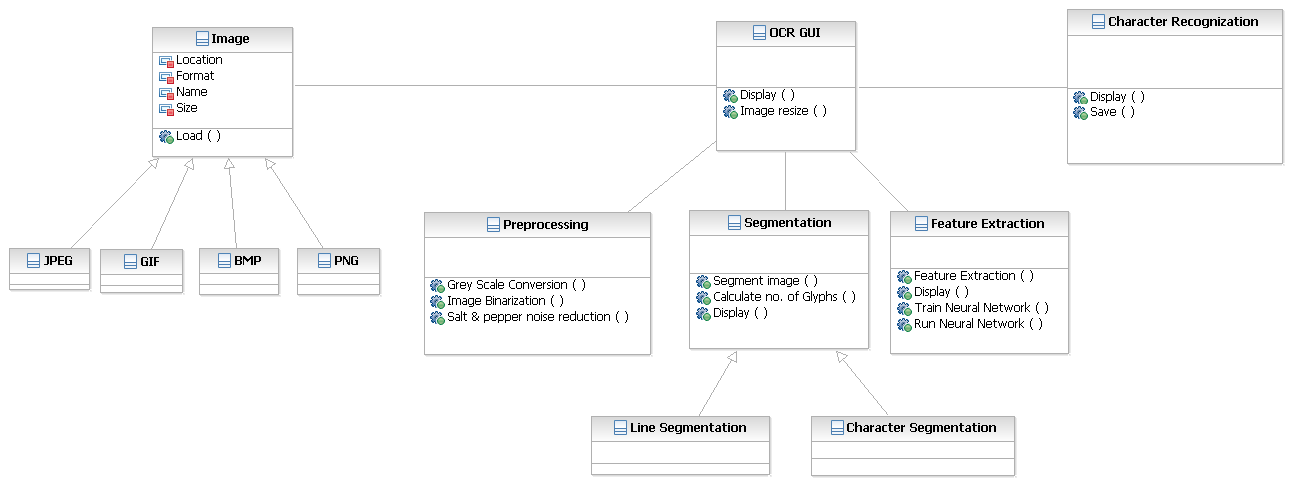 Image
Location
Format
Name
Size
Load ( )
OCR GUI
Display ( )
Image resize ( )
Character Recognization
Display ( )
Save ( )
JPEG
GIF
BMP
PNG
Preprocessing
Grey Scale Conversion ( )
Image Binarization ( )
Salt & pepper noise reduction ( )
Segmentation
Segment image ( )
Calculate no. of Glyphs ( )
Display ( )
Feature Extraction
Feature Extraction ( )
Display ( )
Train Neural Network ( )
Run Neural Network ( )
Line Segmentation
Character Segmentation